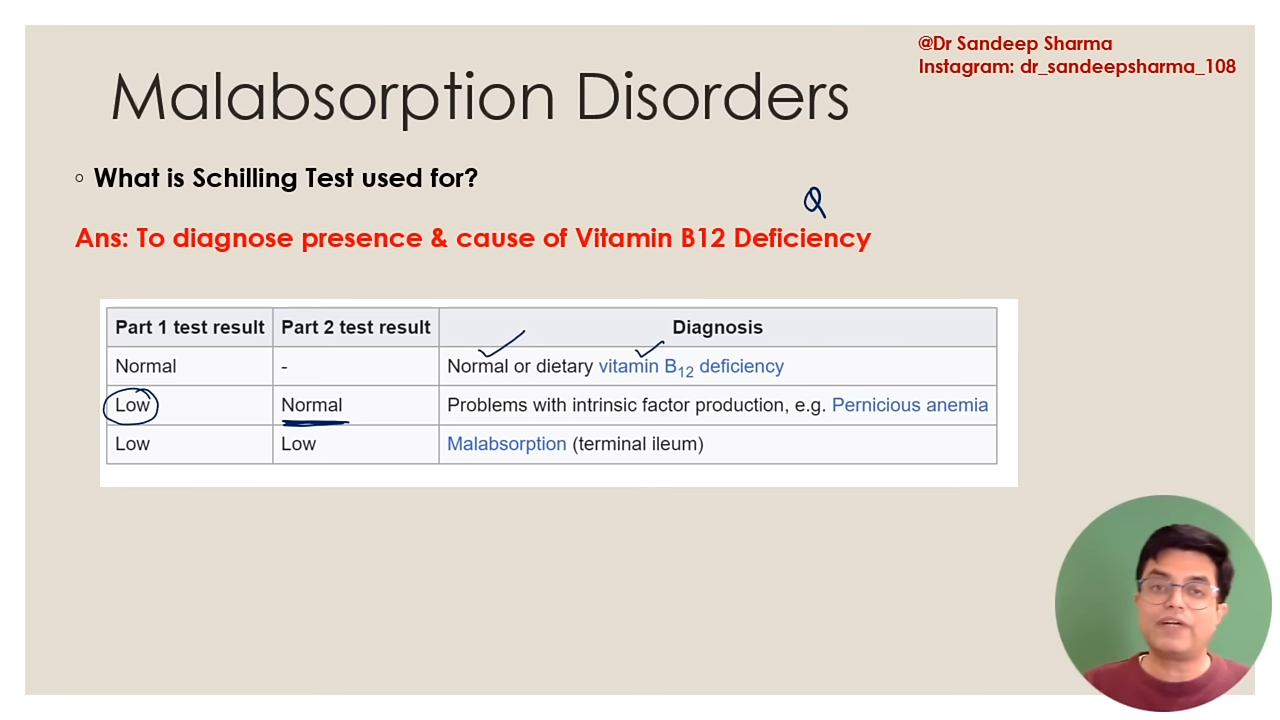 @Dr Sandeep Sharma
Instagram: dr_sandeepsharma_108
Malabsorption Disorders
◦ What is Schilling Test used for?
Ans: To diagnose presence & cause of Vitamin B12 Deficiency
Part 1 test result Part 2 test result Diagnosis
Normal - Normal or dietary vitamin B12 deficiency
Low Normal Problems with intrinsic factor production, e.g. Pernicious anemia
Low Low Malabsorption (terminal ileum)